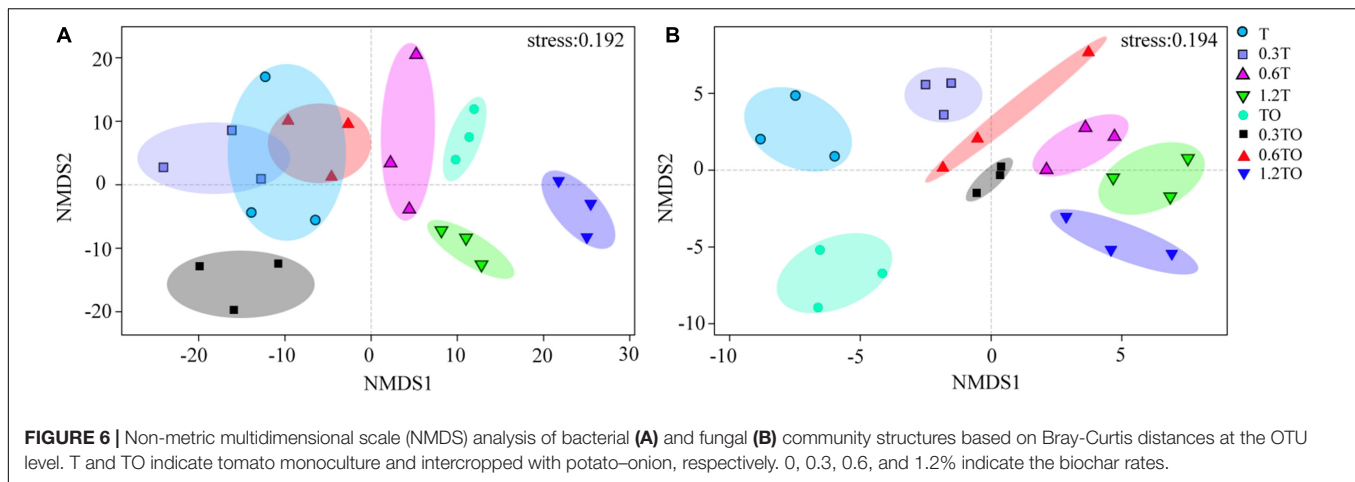 A
stress:0.192
20
10
0
-10
-20
NMDS2
-20 -10 0 10 20 30
NMDS1
B
stress:0.194
5
0
-5
-10
NMDS2
-10 -5 0 5
NMDS1
T
0.3T
0.6T
1.2T
TO
0.3TO
0.6TO
1.2TO
FIGURE 6 | Non-metric multidimensional scale (NMDS) analysis of bacterial (A) and fungal (B) community structures based on Bray-Curtis distances at the OTU
level. T and TO indicate tomato monoculture and intercropped with potato–onion, respectively. 0, 0.3, 0.6, and 1.2% indicate the biochar rates.